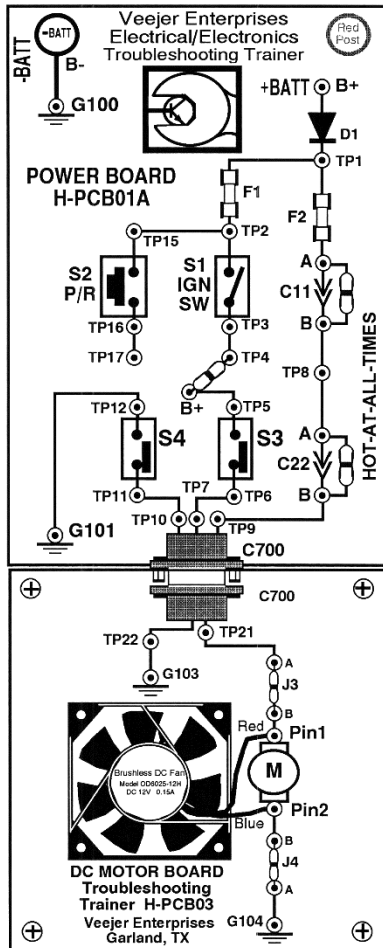 Veejer Enterprises
Electrical/Electronics
Troubleshooting Trainer
Red
Post
-BATT
-BATT
B-
G100
+BATT
B+
D1
TP1
POWER BOARD
H-PCB01A
F1
F2
TP15
TP2
S2
P/R
S1
IGN
SW
A
C11
B
TP16
TP3
TP17
TP4
TP8
HOT-AT-ALL-TIMES
B+
TP12
TP5
S4
S3
A
C22
B
TP11
TP7
TP6
G101
TP10
TP9
C700
C700
TP22
TP21
G103
A
J3
B
Red
Pin1
M
Brushless DC Fan
Model OD6025-12H
DC 12V 0.15A
Blue
Pin2
B
J4
A
DC MOTOR BOARD
Troubleshooting
Trainer H-PCB03
Veejer Enterprises
Garland, TX
G104